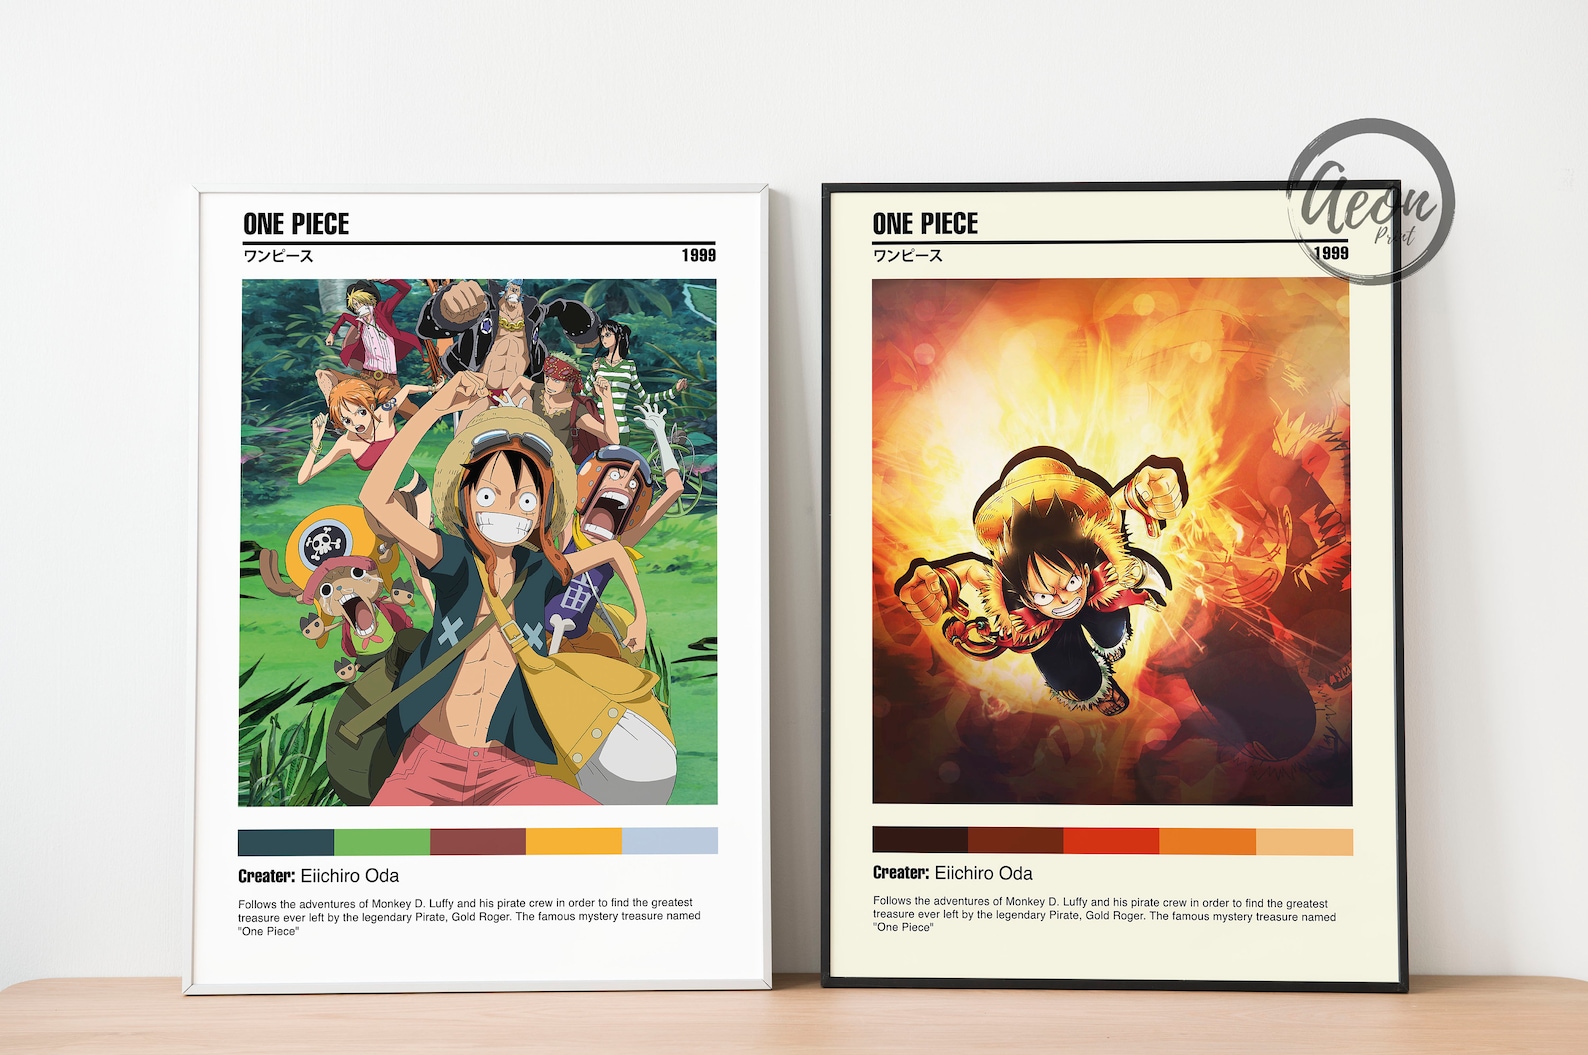 ONE PIECE
ワンピース 1999
Creater: Eiichiro Oda
Follows the adventures of Monkey D. Luffy and his pirate crew in order to find the greatest
treasure ever left by the legendary Pirate, Gold Roger. The famous mystery treasure named
"One Piece"
ONE PIECE
ワンピース 1999
Creater: Eiichiro Oda
Follows the adventures of Monkey D. Luffy and his pirate crew in order to find the greatest
treasure ever left by the legendary Pirate, Gold Roger. The famous mystery treasure named
"One Piece"
aeon
Print